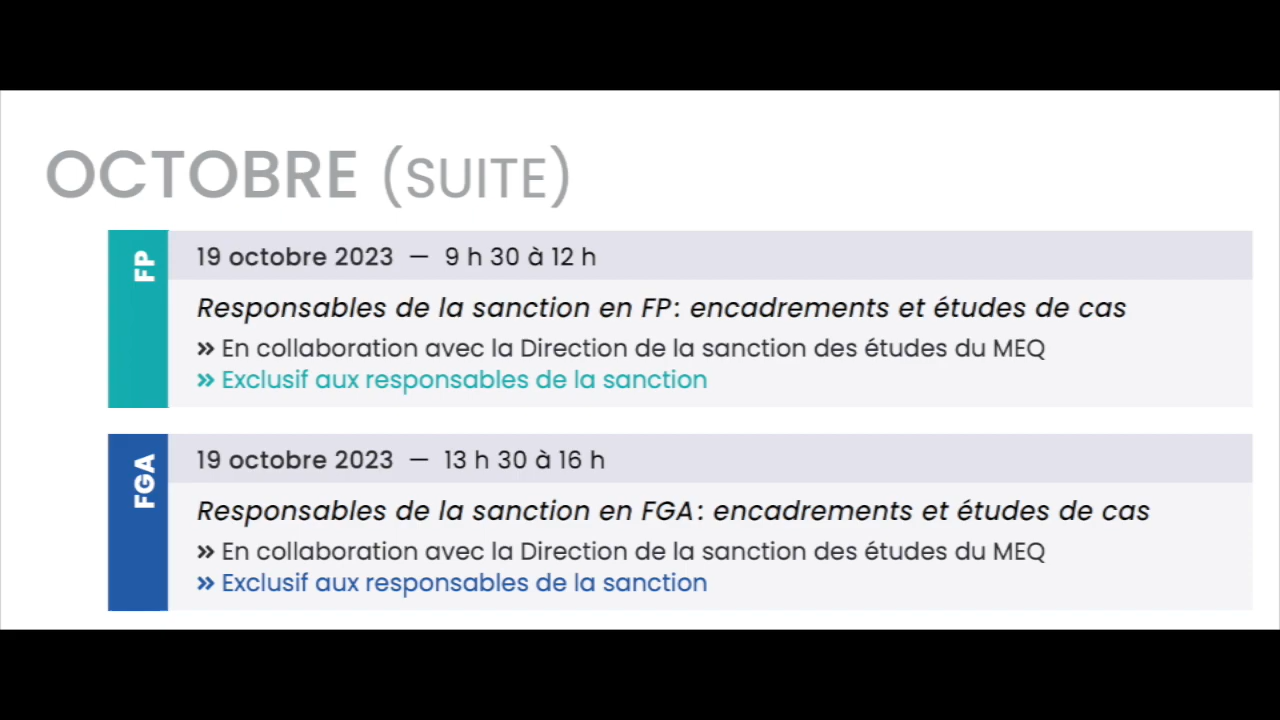 OCTOBRE (SUITE)
FP
19 octobre 2023 — 9 h 30 à 12 h
Responsables de la sanction en FP : encadrements et études de cas
» En collaboration avec la Direction de la sanction des études du MEQ
» Exclusif aux responsables de la sanction
FGA
19 octobre 2023 — 13 h 30 à 16 h
Responsables de la sanction en FGA : encadrements et études de cas
» En collaboration avec la Direction de la sanction des études du MEQ
» Exclusif aux responsables de la sanction